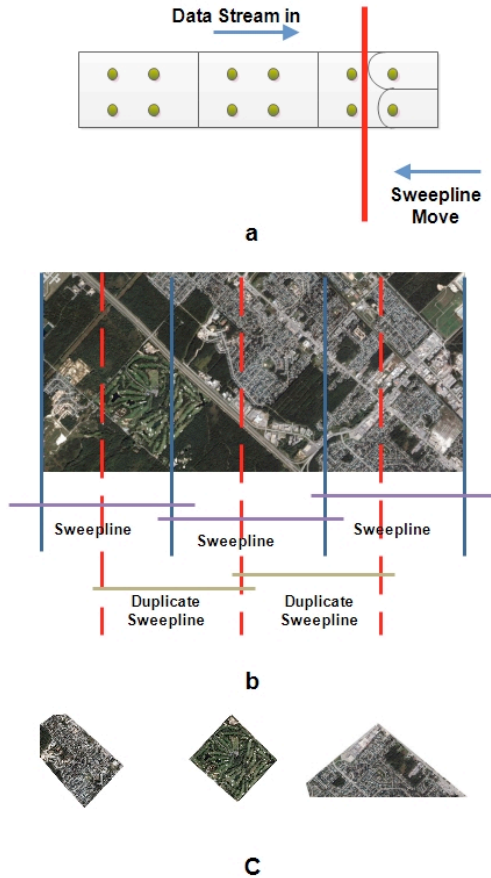 Data Stream in
Sweepline
Move
a
Sweepline
Sweepline
Sweepline
Duplicate
Sweepline
Duplicate
Sweepline
b
C